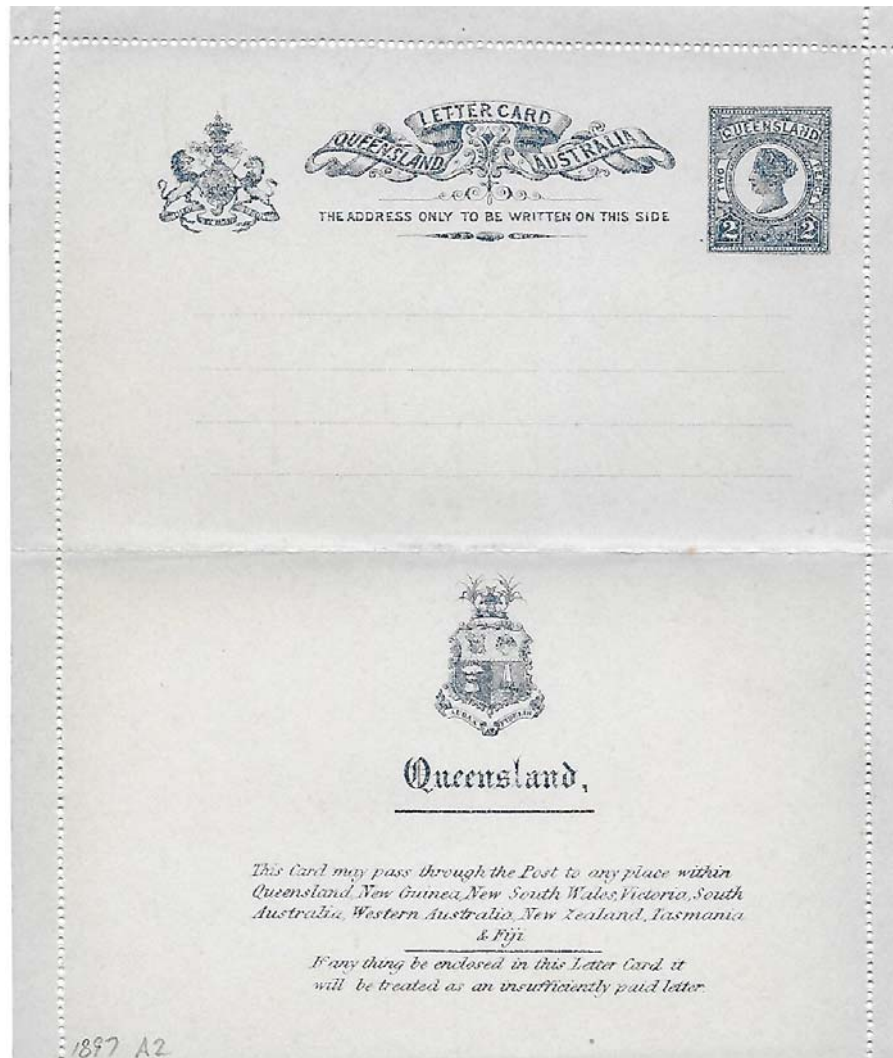 LETTER CARD
QUEENSLAND AUSTRALIA
THE ADDRESS ONLY TO BE WRITTEN ON THIS SIDE
QUEENSLAND
TWO PENCE
2 2
Queensland,
This Card may pass through the Post to any place within
Queensland, New Guinea, New South Wales, Victoria, South
Australia, Western Australia, New Zealand, Tasmania
& Fiji
If any thing be enclosed in this Letter Card it
will be treated as an insufficiently paid letter.
1897 A2